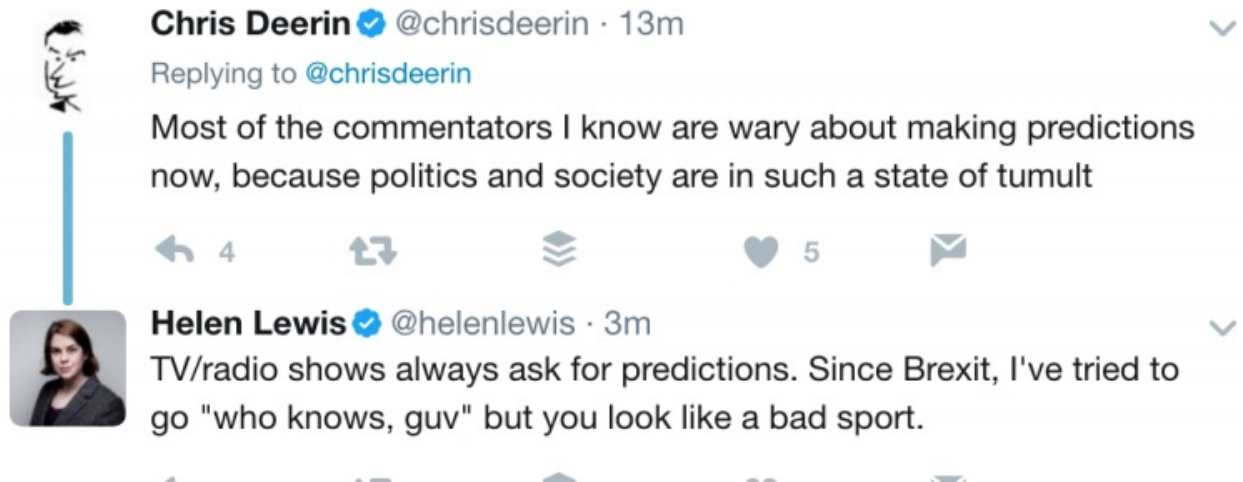 Chris Deerin @chrisdeerin · 13m
Replying to @chrisdeerin
Most of the commentators I know are wary about making predictions
now, because politics and society are in such a state of tumult
4 5
Helen Lewis @helenlewis · 3m
TV/radio shows always ask for predictions. Since Brexit, I've tried to
go "who knows, guv" but you look like a bad sport.